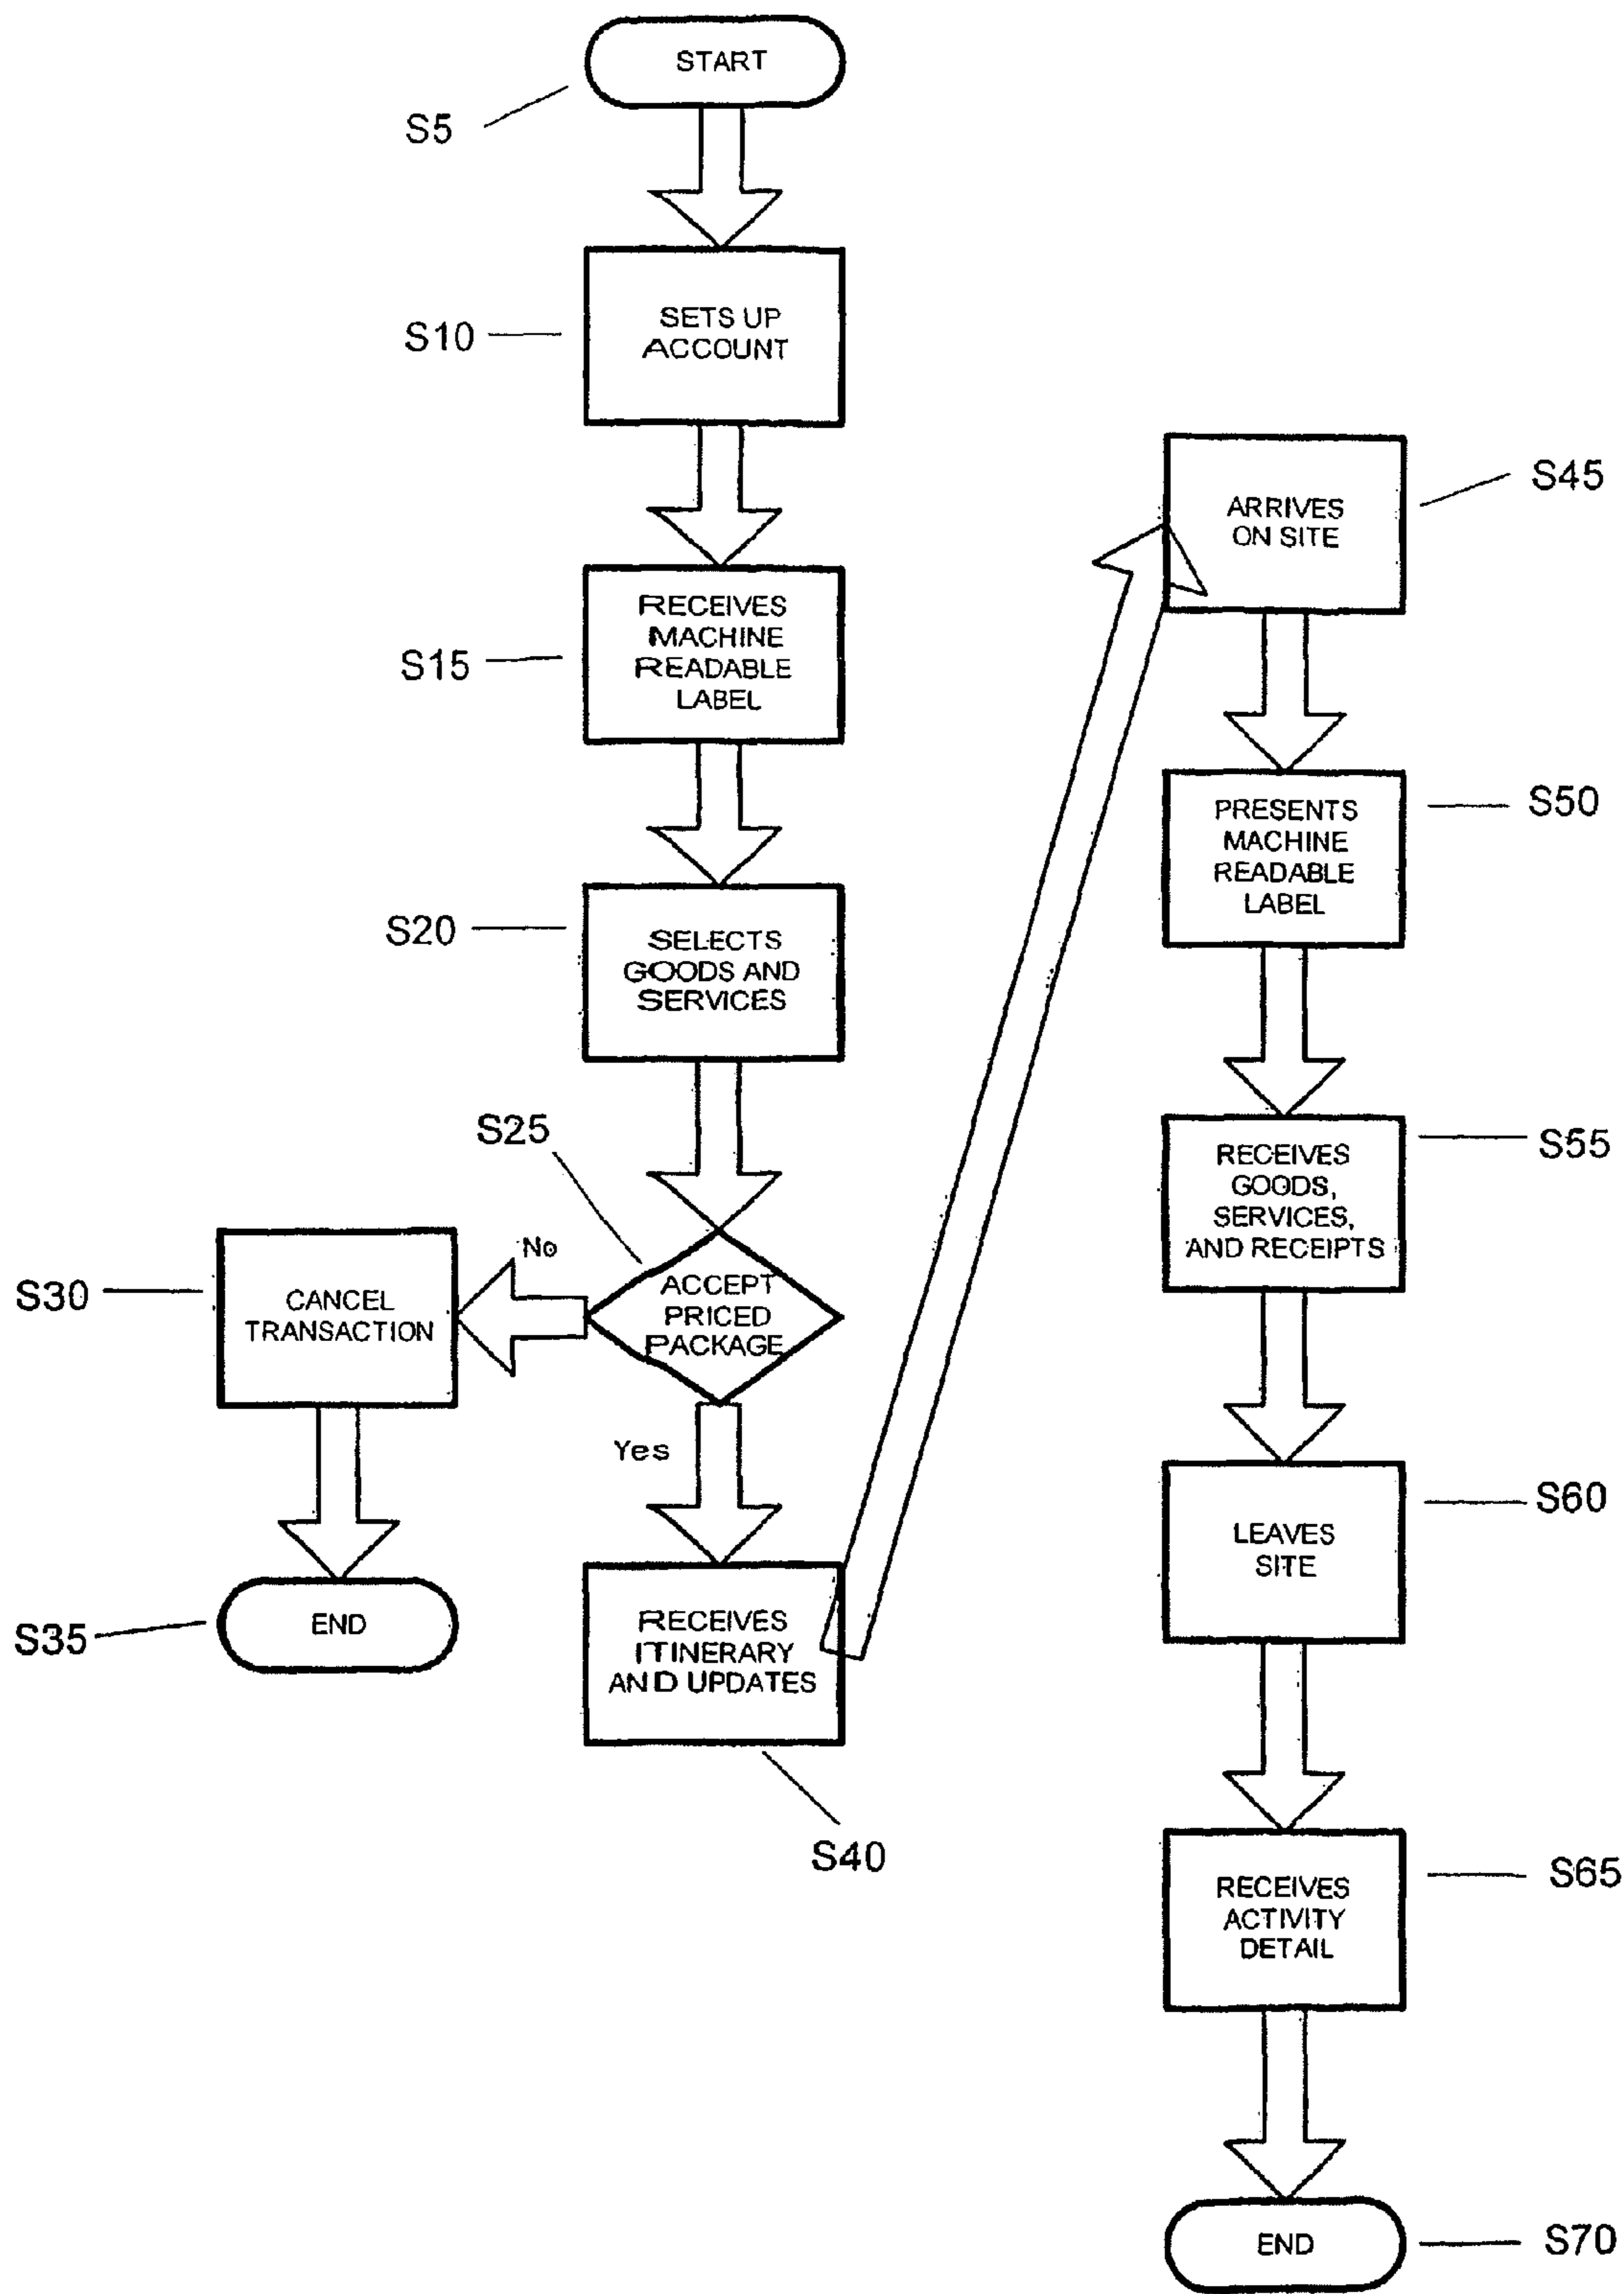 START
S5
SETS UP
ACCOUNT
S10
RECEIVES
MACHINE
READABLE
LABEL
S15
SELECTS
GOODS AND
SERVICES
S20
S25
ACCEPT
PRICED
PACKAGE
No
CANCEL
TRANSACTION
S30
END
S35
Yes
RECEIVES
ITINERARY
AND UPDATES
S40
ARRIVES
ON SITE
S45
PRESENTS
MACHINE
READABLE
LABEL
S50
RECEIVES
GOODS,
SERVICES,
AND RECEIPTS
S55
LEAVES
SITE
S60
RECEIVES
ACTIVITY
DETAIL
S65
END
S70